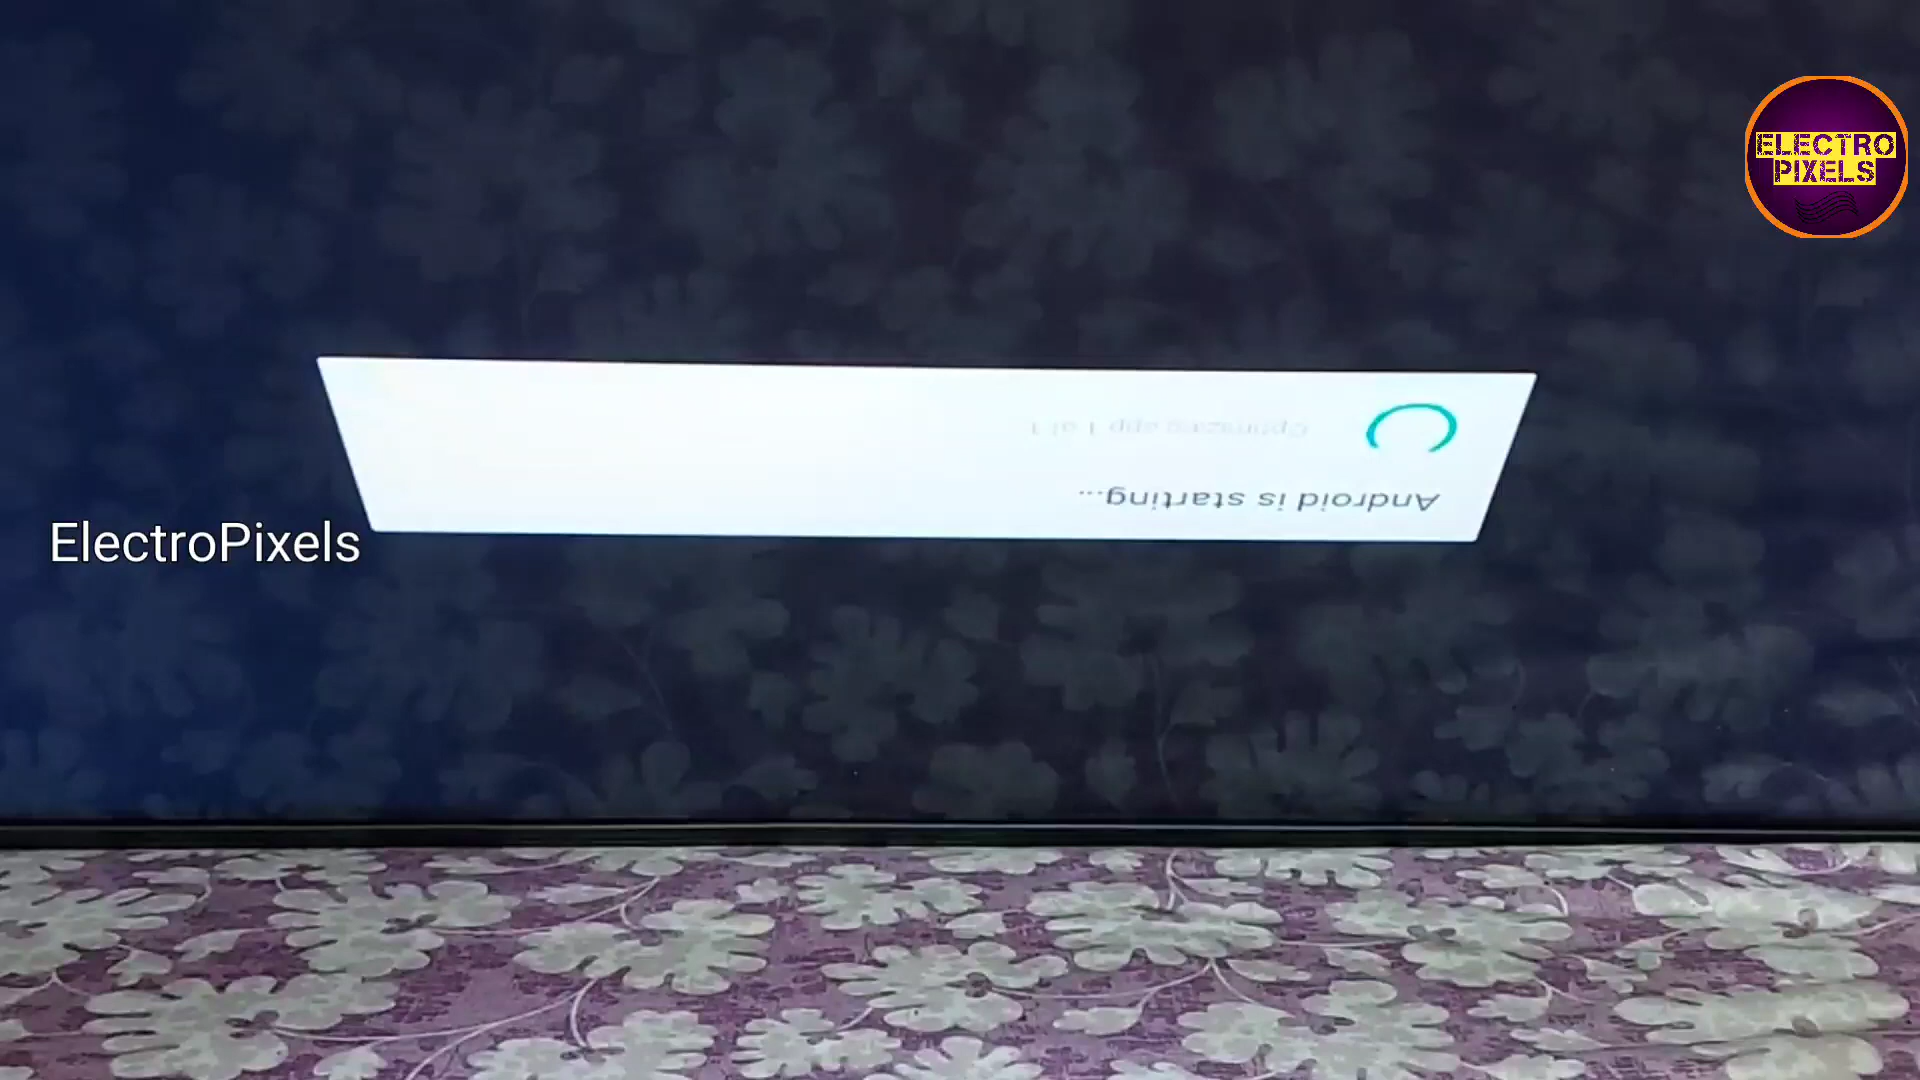 ELECTRO
PIXELS
Android is starting...
Optimizing app 1 of 1.
ElectroPixels